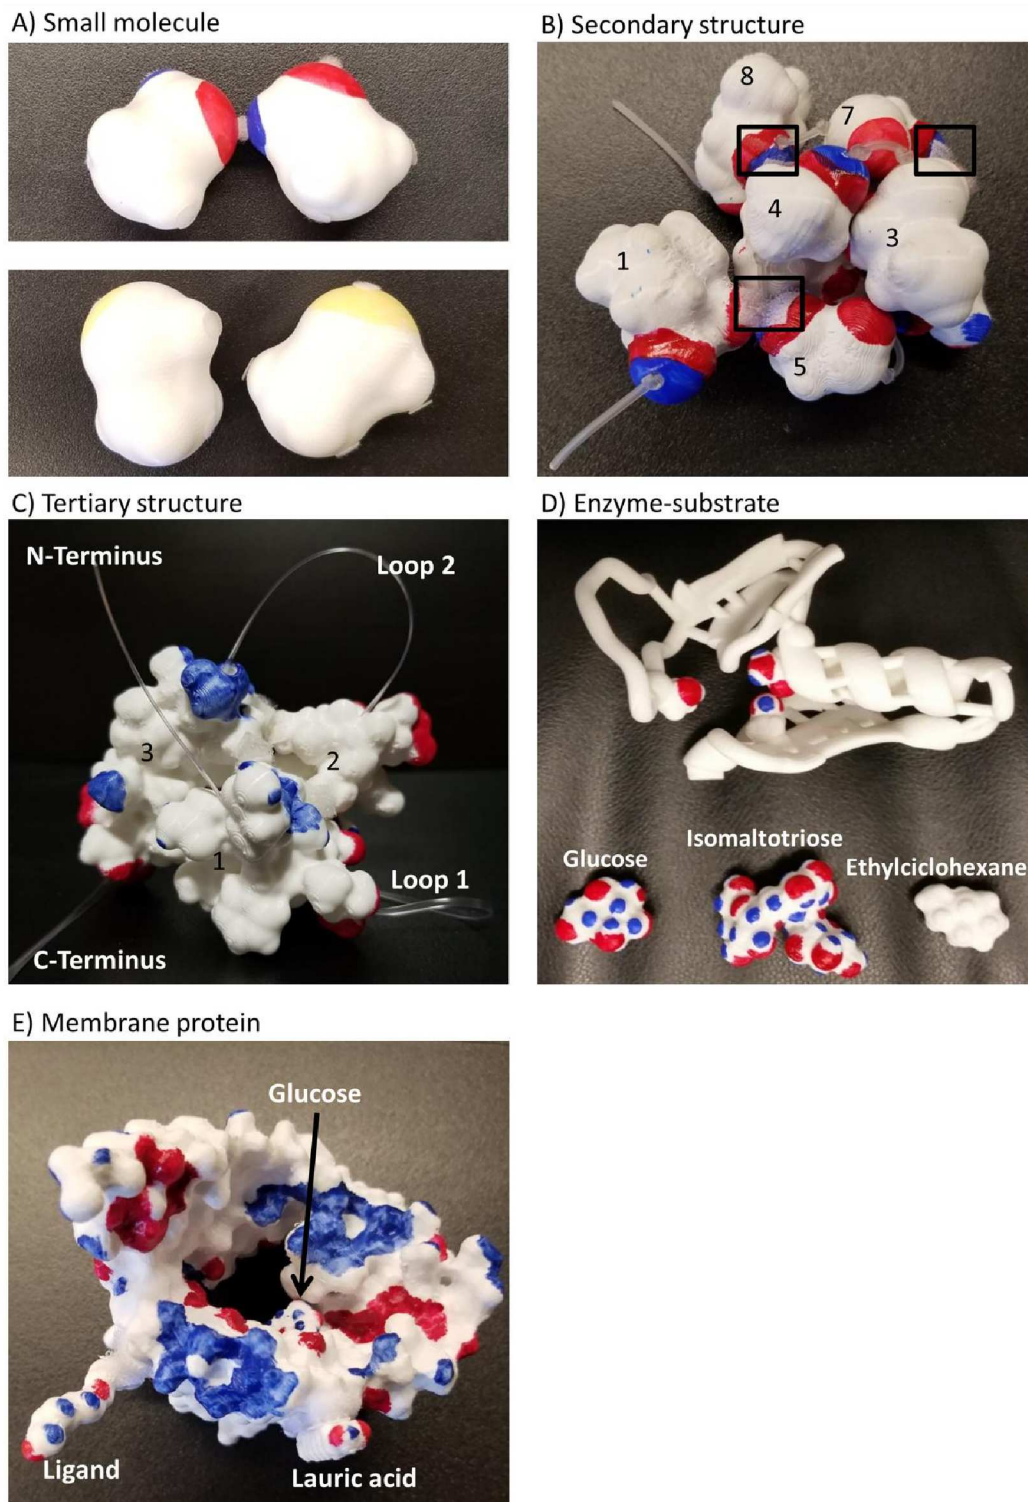 A) Small molecule
B) Secondary structure
8
7
4
3
1
5
C) Tertiary structure
N-Terminus
Loop 2
3
2
1
Loop 1
C-Terminus
D) Enzyme-substrate
Glucose
Isomaltotriose
Ethylciclohexane
E) Membrane protein
Glucose
Ligand
Lauric acid